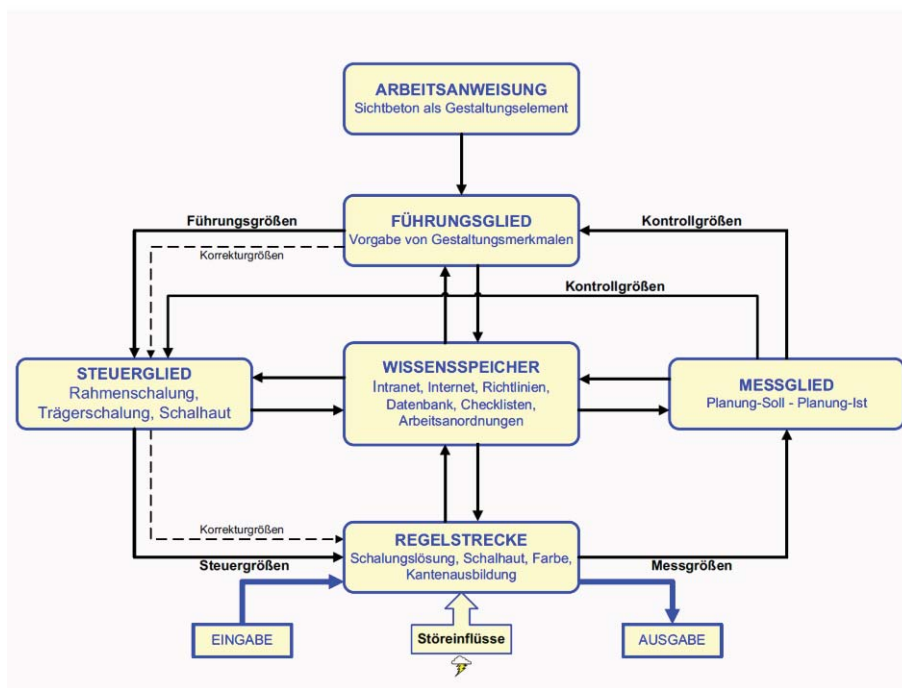 ARBEITSANWEISUNG
Sichtbeton als Gestaltungselement
Führungsgrößen
FÜHRUNGSGLIED
Vorgabe von Gestaltungsmerkmalen
Kontrollgrößen
Korrekturgrößen
Kontrollgrößen
STEUERGLIED
Rahmenschalung,
Trägerschalung, Schalhaut
WISSENSSPEICHER
Intranet, Internet, Richtlinien,
Datenbank, Checklisten,
Arbeitsanordnungen
MESSGLIED
Planung-Soll - Planung-Ist
Korrekturgrößen
Steuergrößen
REGELSTRECKE
Schalungslösung, Schalhaut, Farbe,
Kantenausbildung
Messgrößen
EINGABE
Störeinflüsse
AUSGABE